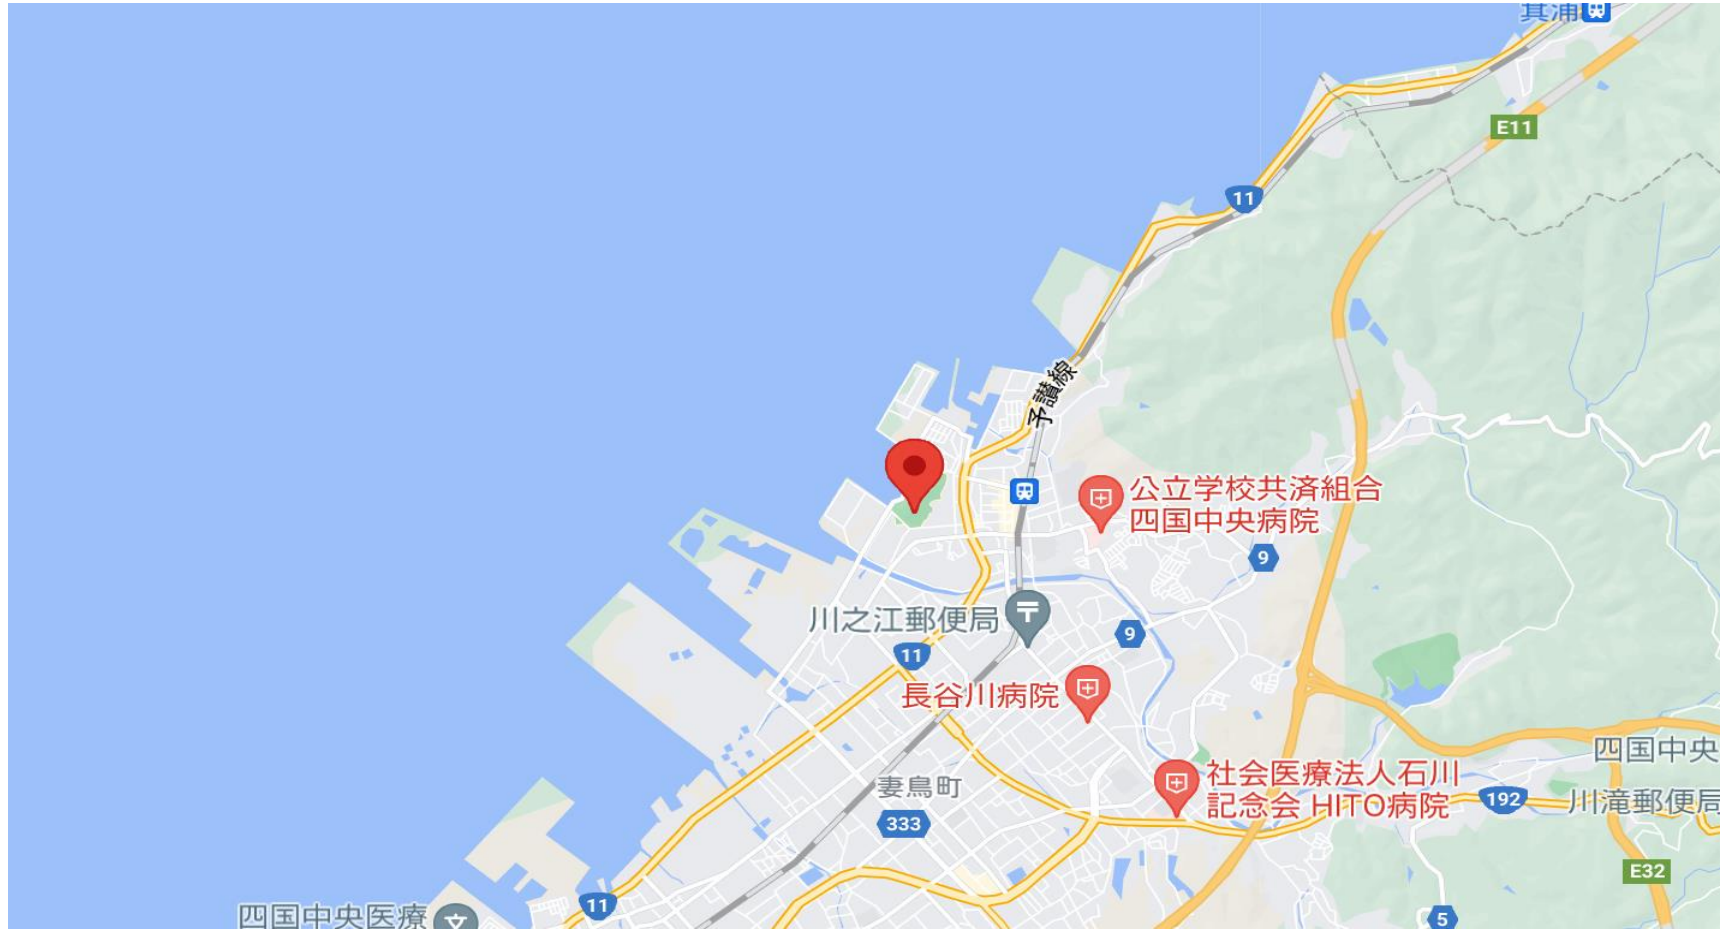 箕浦
E11
11
予讃線
公立学校共済組合
四国中央病院
9
川之江郵便局
9
11
長谷川病院
四国中央
社会医療法人石川
記念会 HITO病院
192
川滝郵便局
妻鳥町
333
E32
11
四国中央医療
5